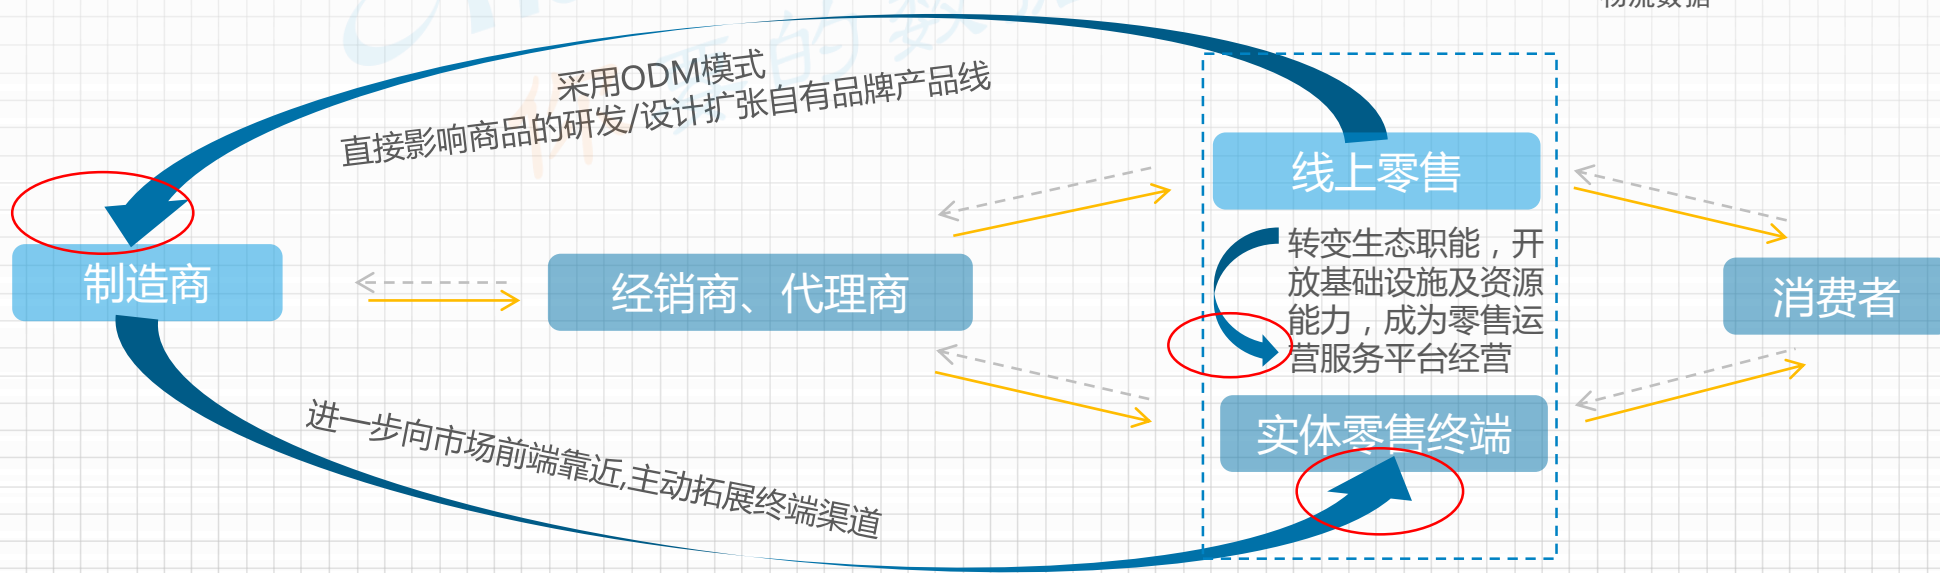 物流数据
采用ODM模式
直接影响商品的研发/设计扩张自有品牌产品线
线上零售
转变生态职能，开
放基础设施及资源
能力，成为零售运
营服务平台经营
制造商
经销商、代理商
消费者
实体零售终端
进一步向市场前端靠近,主动拓展终端渠道